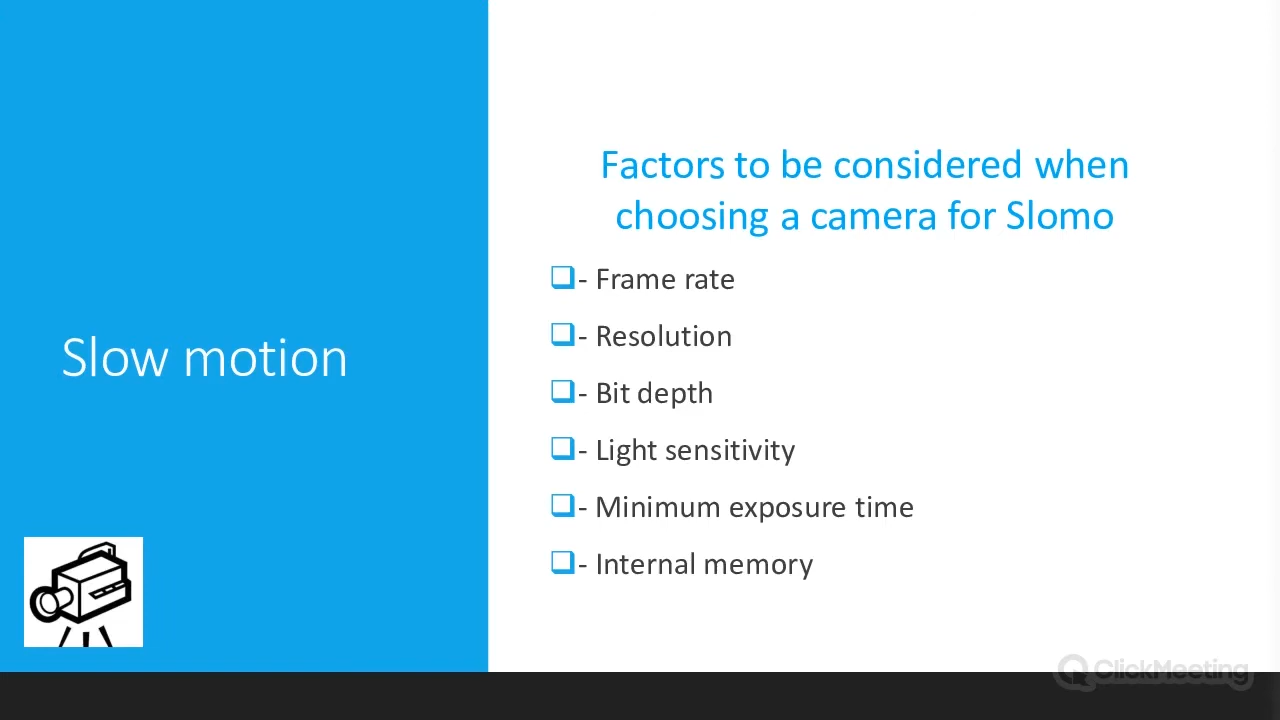 Slow motion
Factors to be considered when
choosing a camera for Slomo
- Frame rate
- Resolution
- Bit depth
- Light sensitivity
- Minimum exposure time
- Internal memory
ClickMeeting